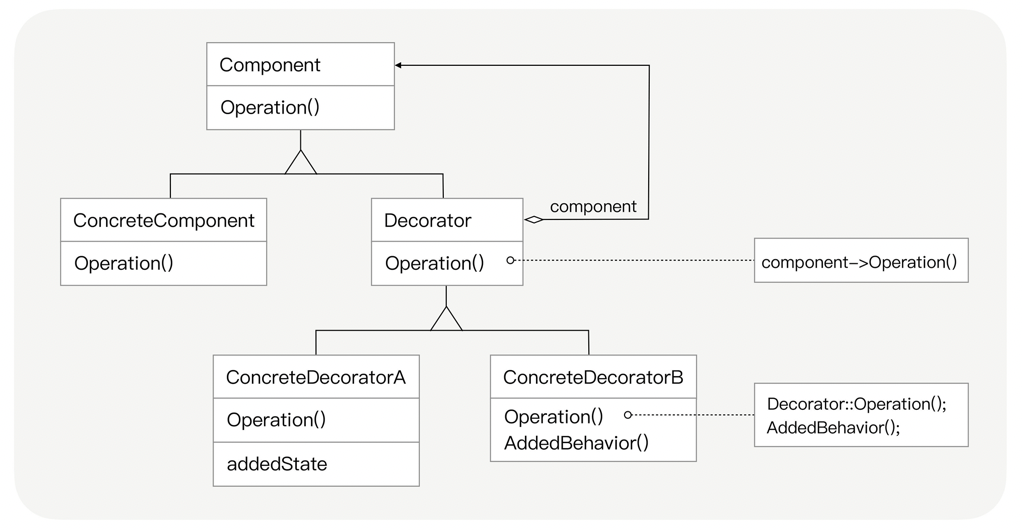 Component
Operation()
ConcreteComponent
Operation()
Decorator
Operation()
component
component->Operation()
ConcreteDecoratorA
Operation()
addedState
ConcreteDecoratorB
Operation()
AddedBehavior()
Decorator::Operation();
AddedBehavior();